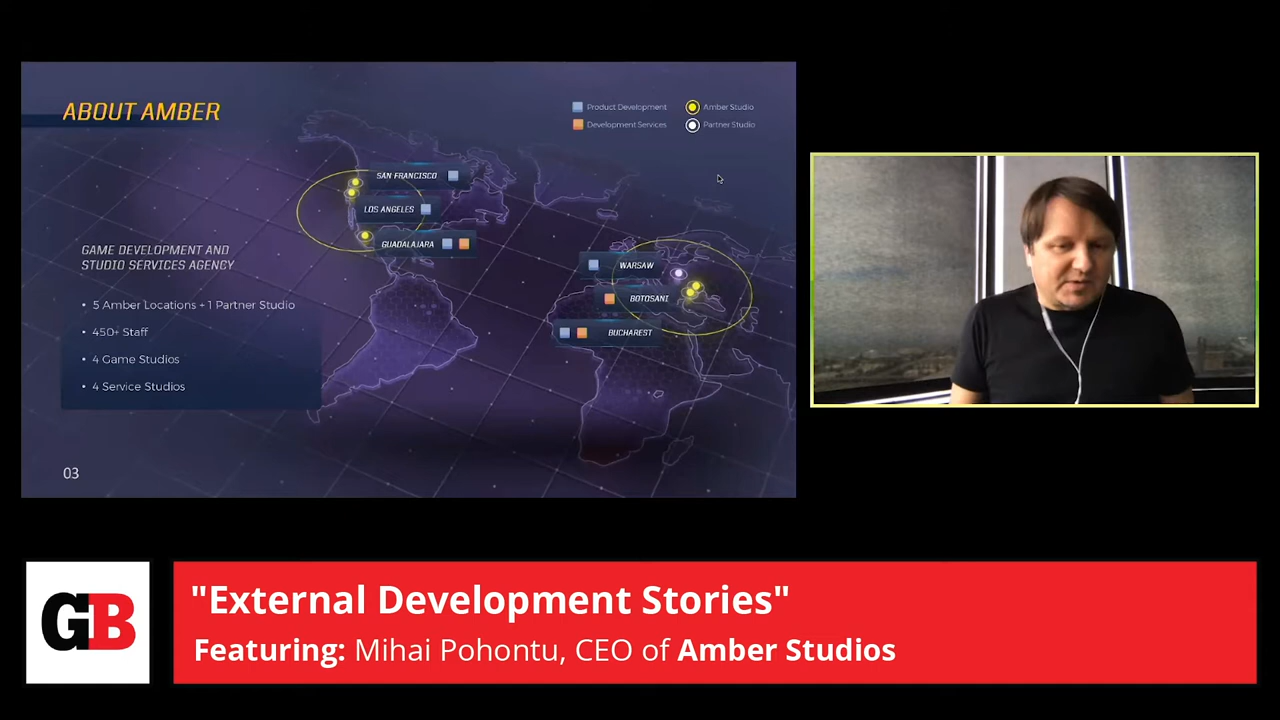 ABOUT AMBER
Product Development
Amber Studio
Development Services
Partner Studio
SAN FRANCISCO
LOS ANGELES
GUADALAJARA
GAME DEVELOPMENT AND
STUDIO SERVICES AGENCY
WARSAW
BOTOSANI
BUCHAREST
• 5 Amber Locations + 1 Partner Studio
• 450+ Staff
• 4 Game Studios
• 4 Service Studios
03
GB
"External Development Stories"
Featuring: Mihai Pohontu, CEO of Amber Studios